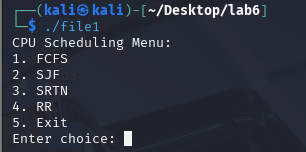 ┌──(kali㉿kali)-[~/Desktop/lab6]
└─$ ./file1
CPU Scheduling Menu:
1. FCFS
2. SJF
3. SRTN
4. RR
5. Exit
Enter choice: